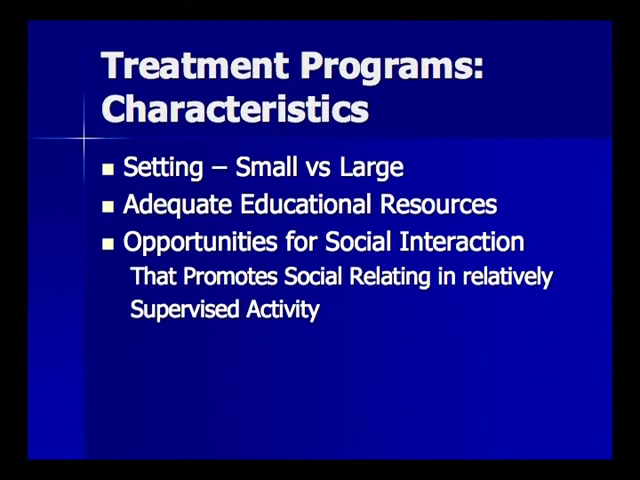 Treatment Programs:
Characteristics
Setting – Small vs Large
Adequate Educational Resources
Opportunities for Social Interaction
That Promotes Social Relating in relatively
Supervised Activity